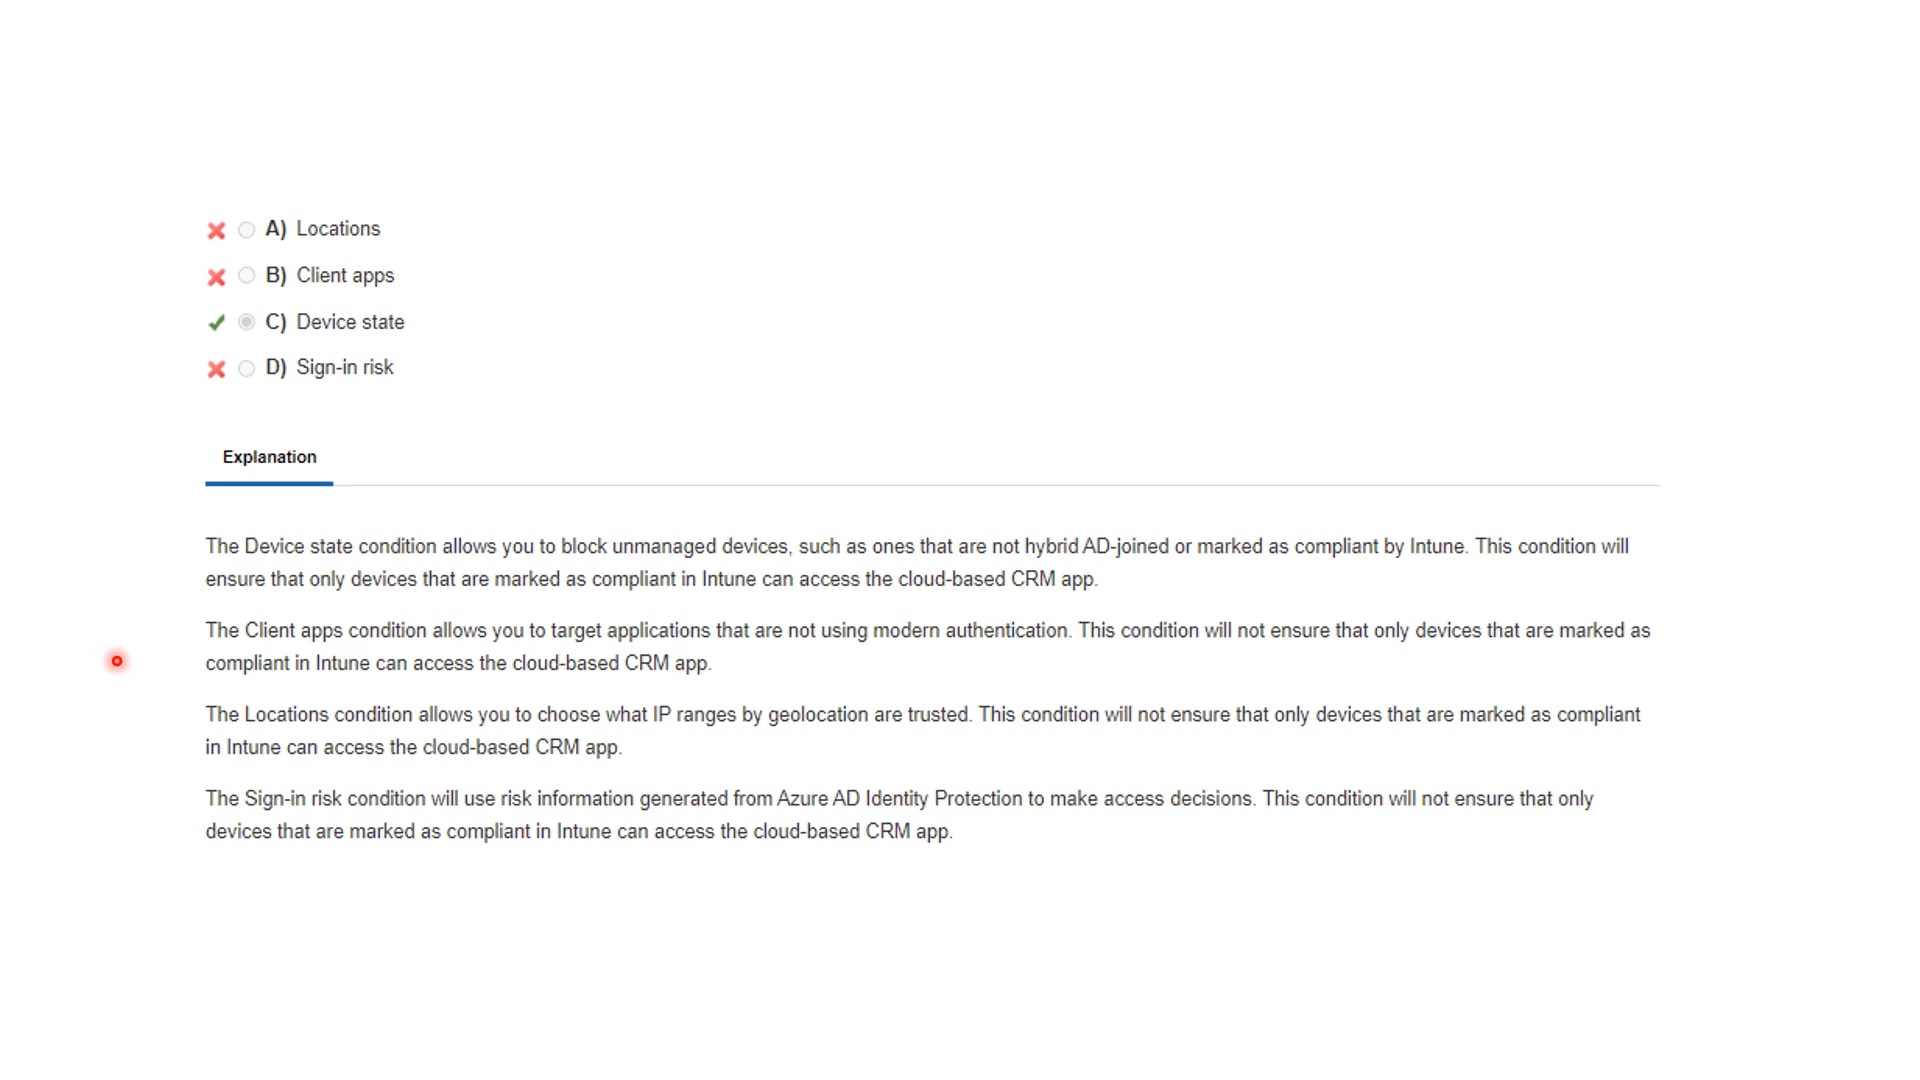 A) Locations
B) Client apps
C) Device state
D) Sign-in risk
Explanation
The Device state condition allows you to block unmanaged devices, such as ones that are not hybrid AD-joined or marked as compliant by Intune. This condition will
ensure that only devices that are marked as compliant in Intune can access the cloud-based CRM app.
The Client apps condition allows you to target applications that are not using modern authentication. This condition will not ensure that only devices that are marked as
compliant in Intune can access the cloud-based CRM app.
The Locations condition allows you to choose what IP ranges by geolocation are trusted. This condition will not ensure that only devices that are marked as compliant
in Intune can access the cloud-based CRM app.
The Sign-in risk condition will use risk information generated from Azure AD Identity Protection to make access decisions. This condition will not ensure that only
devices that are marked as compliant in Intune can access the cloud-based CRM app.